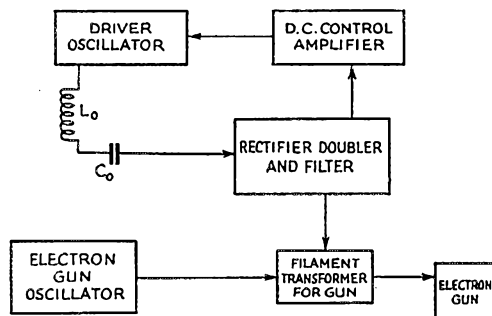 DRIVER
OSCILLATOR
D.C. CONTROL
AMPLIFIER
L₀
C₀
RECTIFIER DOUBLER
AND FILTER
ELECTRON
GUN
OSCILLATOR
FILAMENT
TRANSFORMER
FOR GUN
ELECTRON
GUN